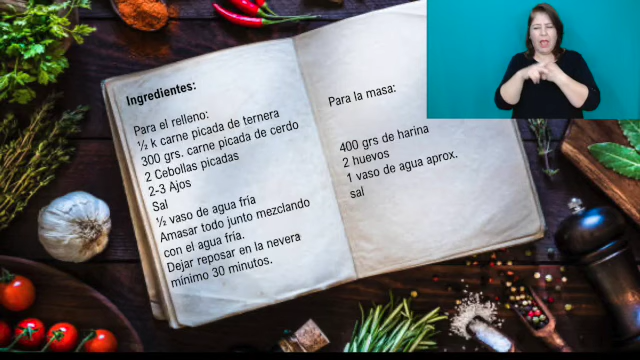 Ingredientes:
Para el relleno:
½ k carne picada de ternera
300 grs. carne picada de cerdo
2 Cebollas picadas
2-3 Ajos
Sal
½ vaso de agua fría
Amasar todo junto mezclando
con el agua fría.
Dejar reposar en la nevera
mínimo 30 minutos.
Para la masa:
400 grs de harina
2 huevos
1 vaso de agua aprox.
sal